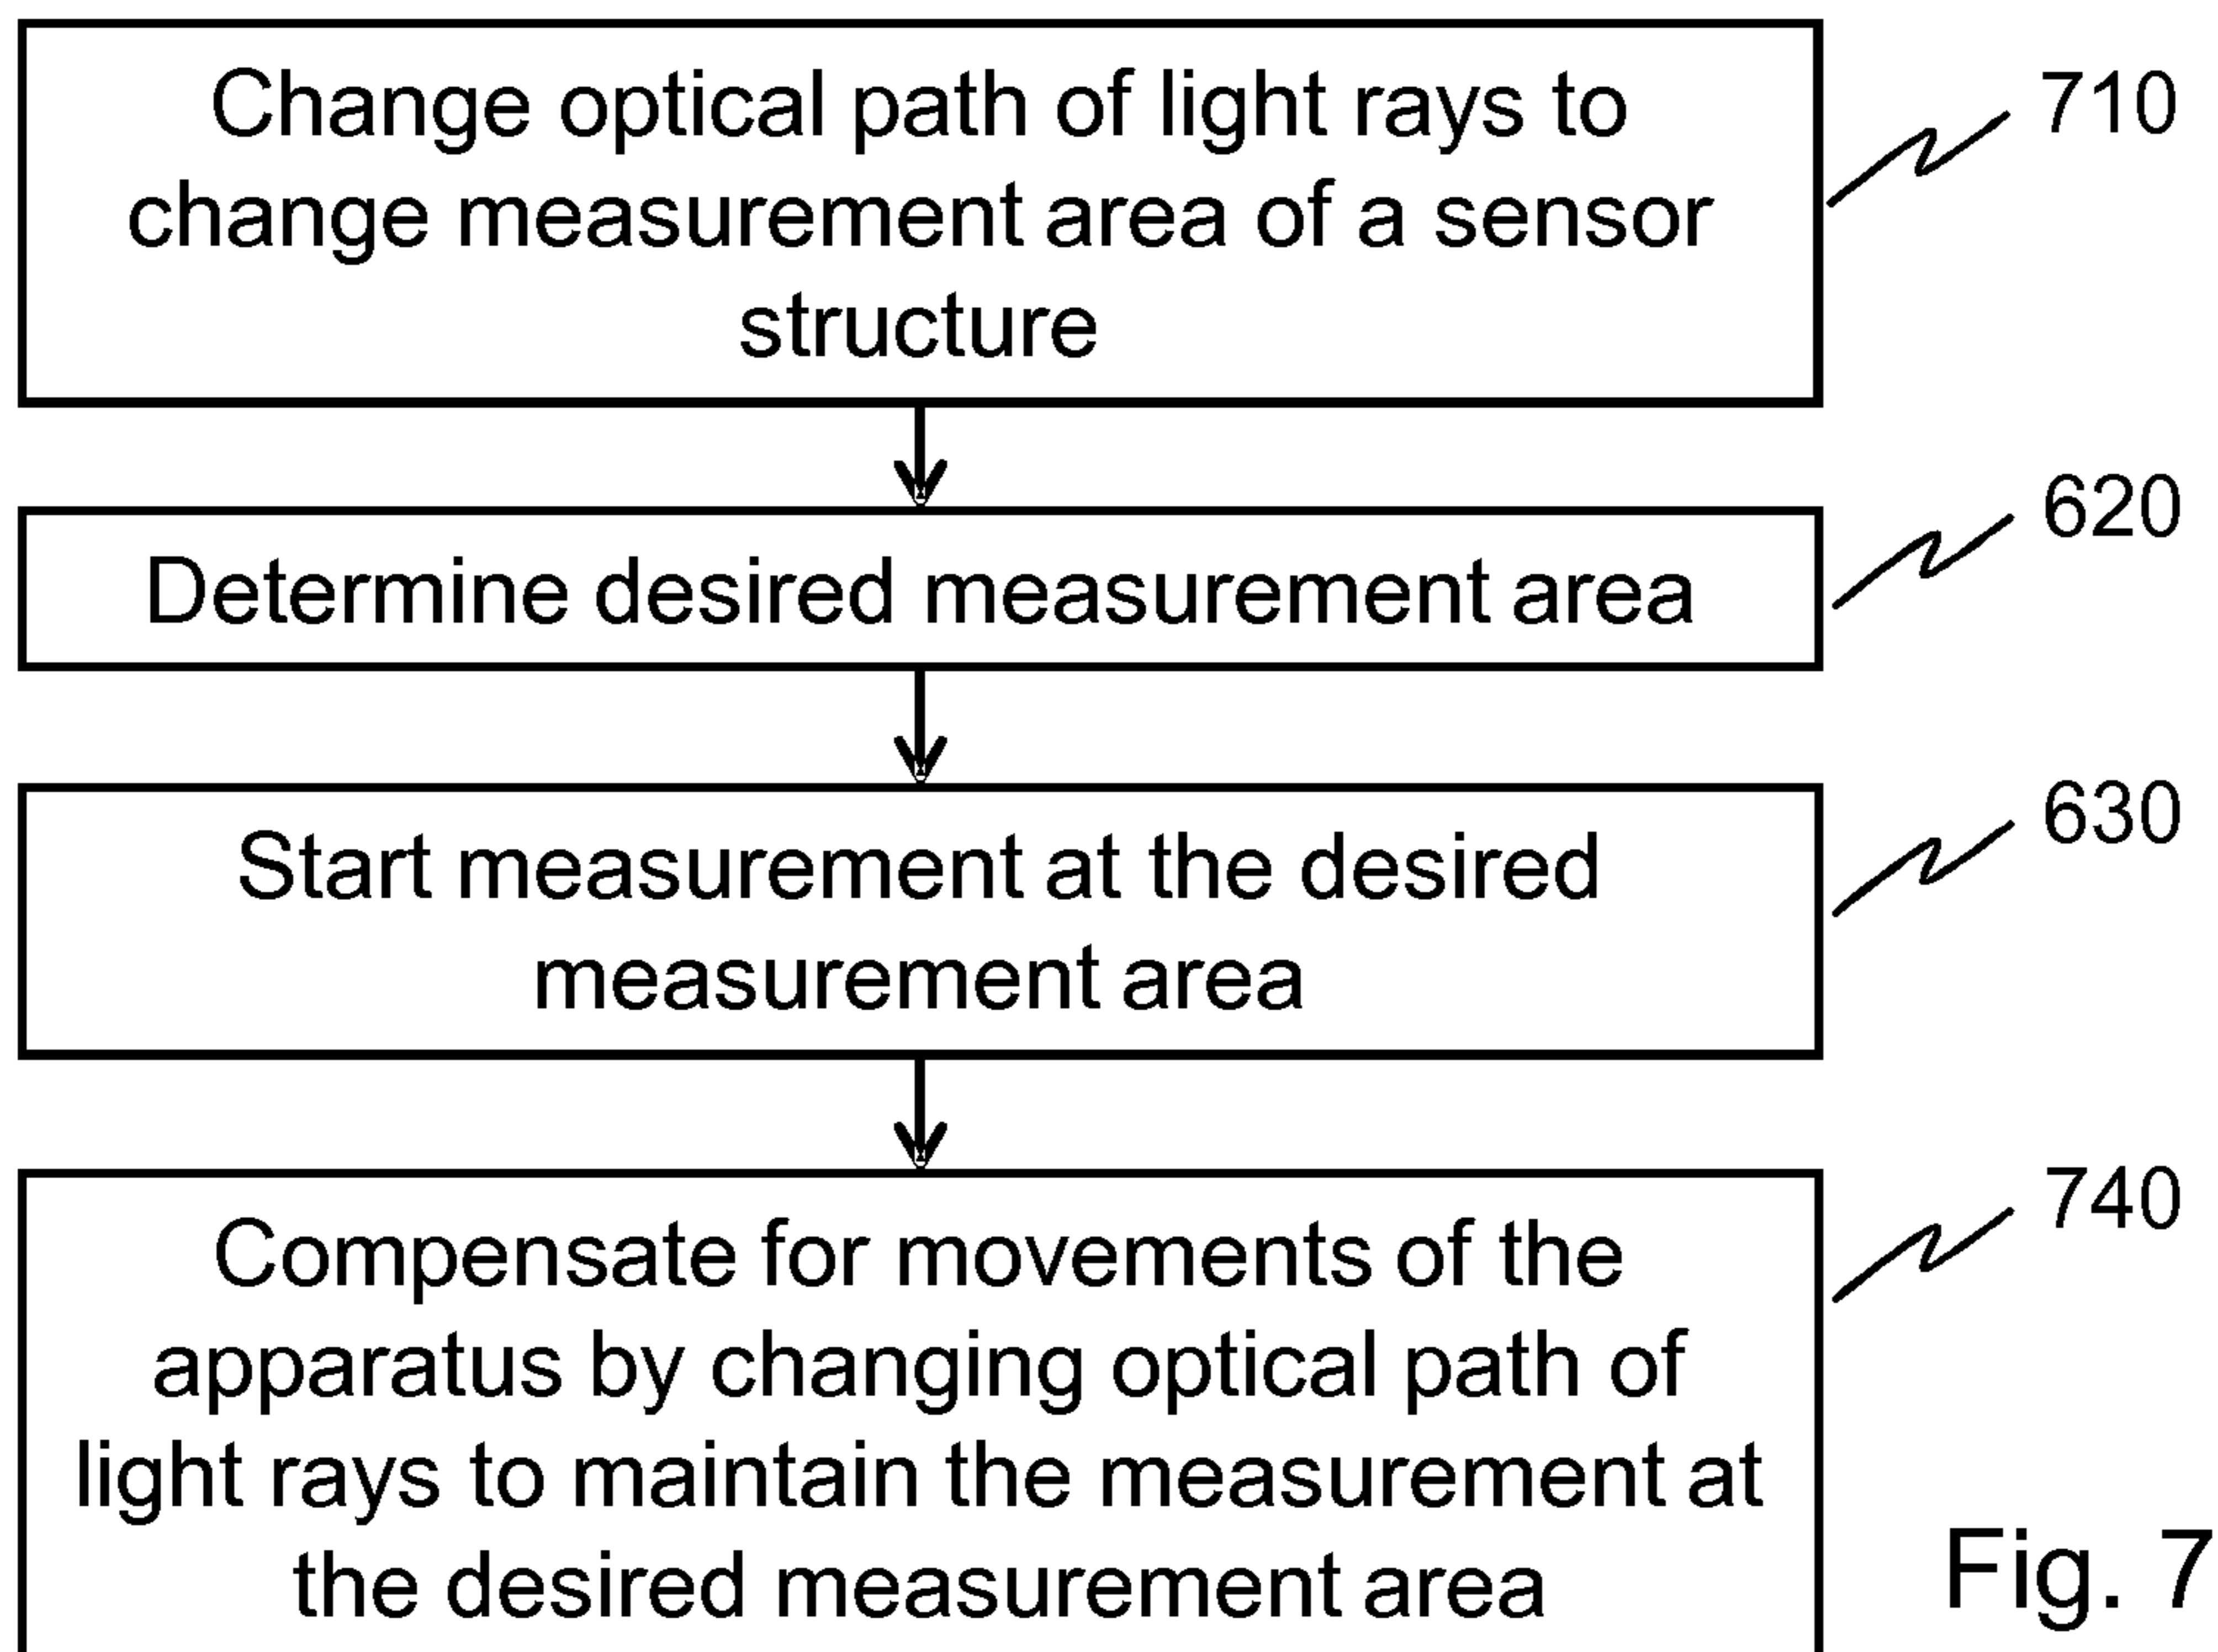 Change optical path of light rays to
change measurement area of a sensor
structure
710
Determine desired measurement area
620
Start measurement at the desired
measurement area
630
Compensate for movements of the
apparatus by changing optical path of
light rays to maintain the measurement at
the desired measurement area
740
Fig. 7